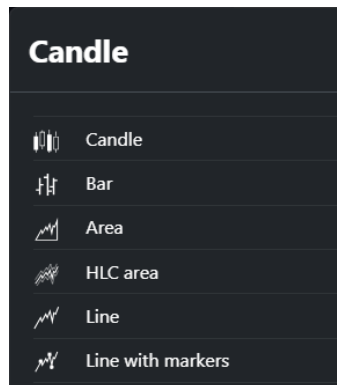 Candle
Candle
Bar
Area
HLC area
Line
Line with markers